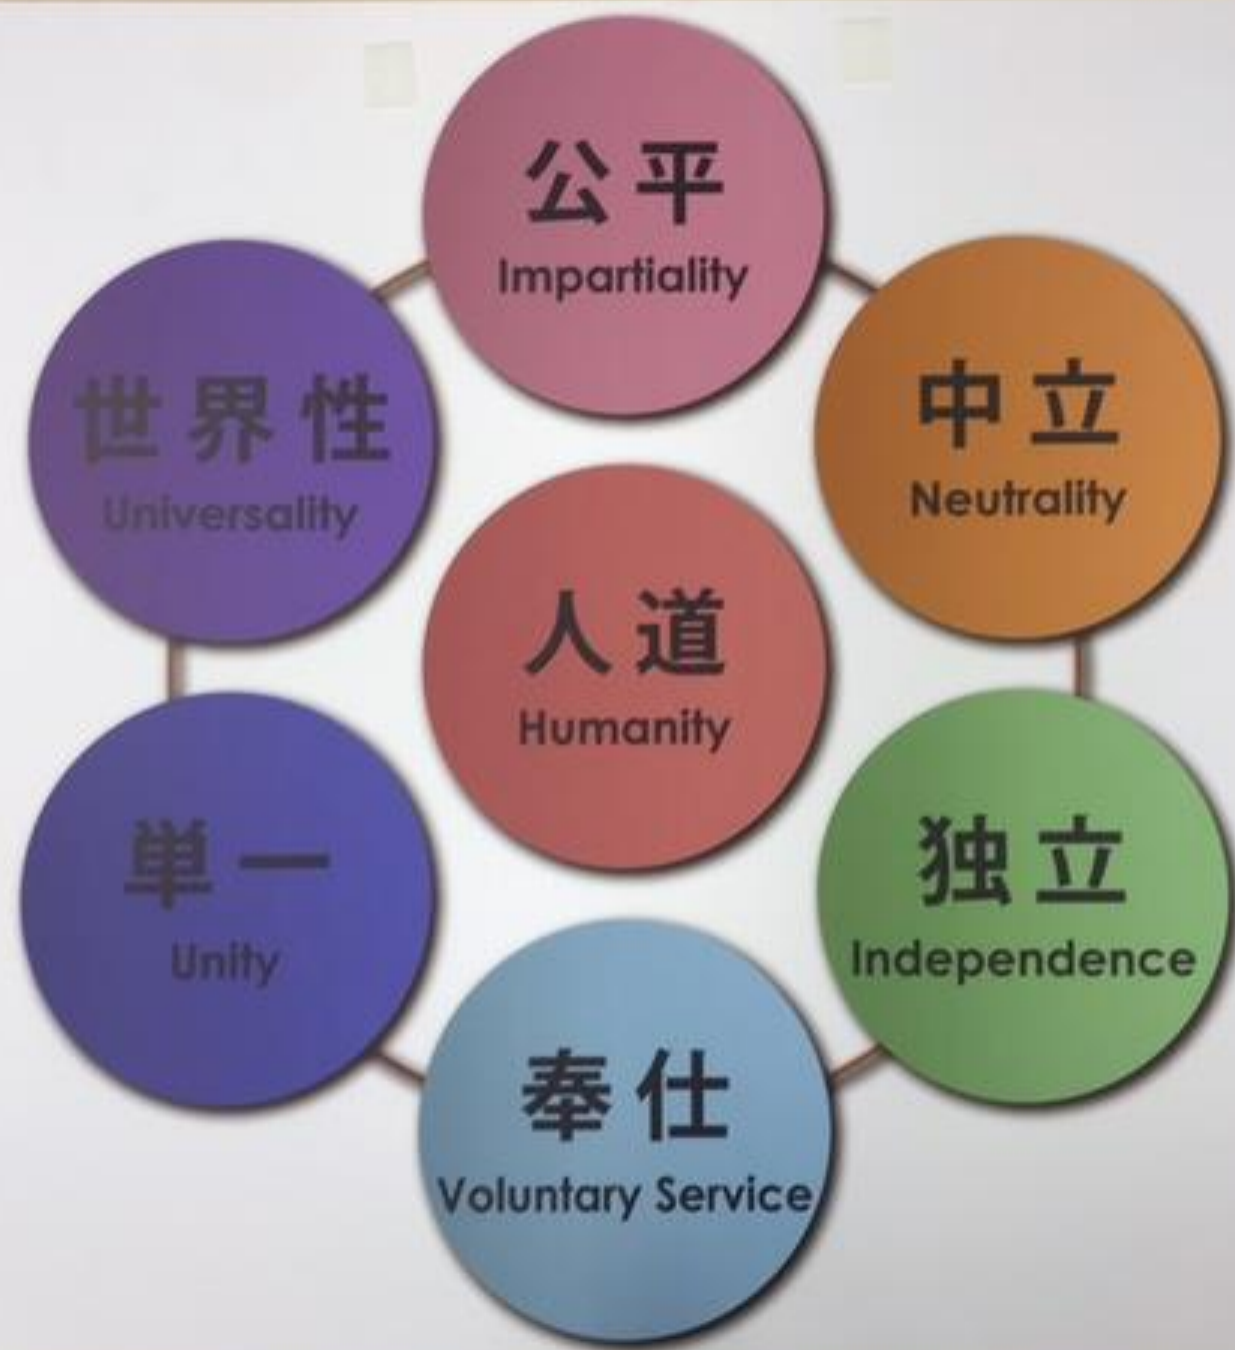 公平
Impartiality
世界性
Universality
中立
Neutrality
人道
Humanity
単一
Unity
独立
Independence
奉仕
Voluntary Service